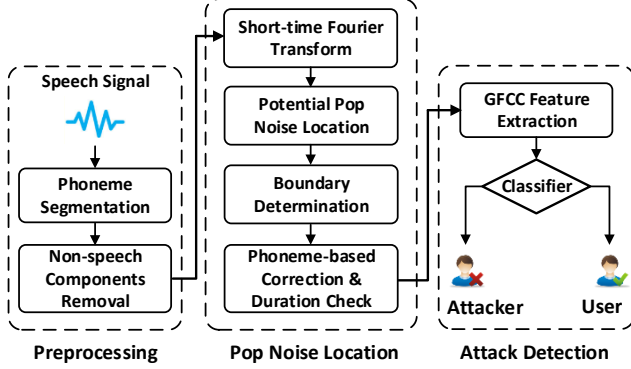 Speech Signal
Phoneme
Segmentation
Non-speech
Components
Removal
Preprocessing
Short-time Fourier
Transform
Potential Pop
Noise Location
Boundary
Determination
Phoneme-based
Correction &
Duration Check
Pop Noise Location
GFCC Feature
Extraction
Classifier
Attacker
User
Attack Detection